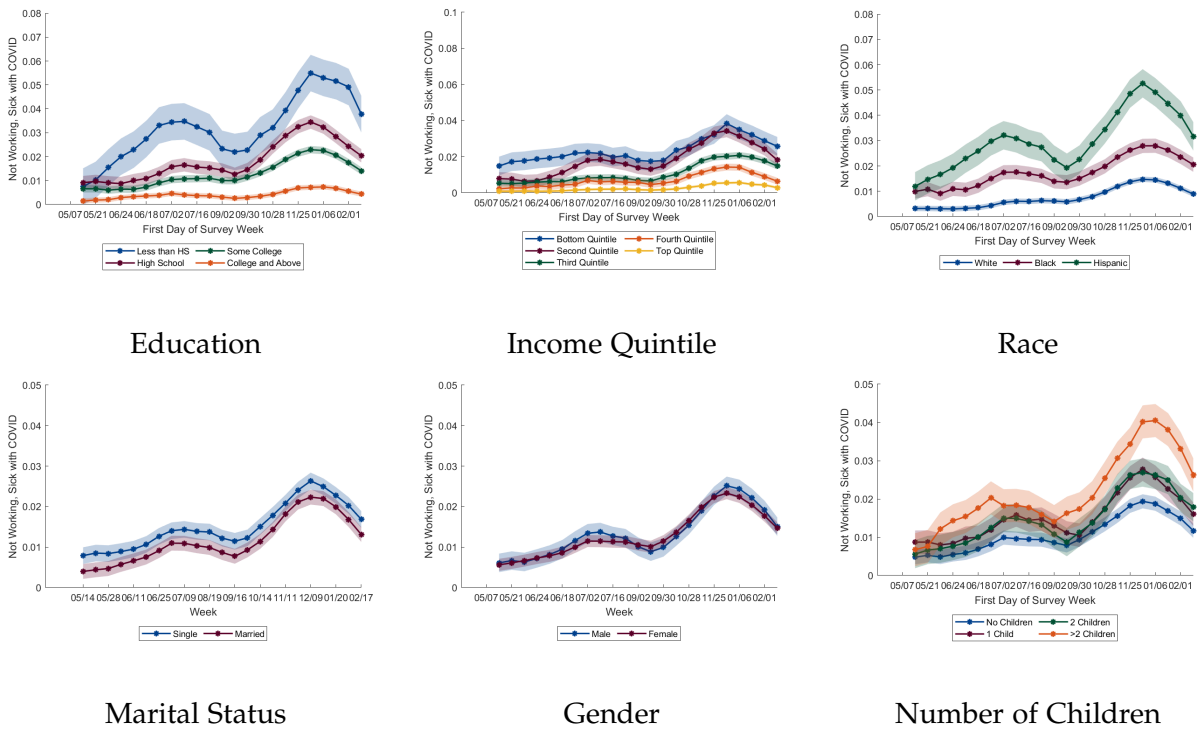 Not Working, Sick with COVID
0.08
0.07
0.06
0.05
0.04
0.03
0.02
0.01
0
05/07 05/21 06/24 06/18 07/02 07/16 09/02 09/30 10/28 11/25 01/06 02/01
First Day of Survey Week
Less than HS
Some College
High School
College and Above
Education
Not Working, Sick with COVID
0.1
0.08
0.06
0.04
0.02
0
05/07 05/21 06/24 06/18 07/02 07/16 09/02 09/30 10/28 11/25 01/06 02/01
First Day of Survey Week
Bottom Quintile
Fourth Quintile
Second Quintile
Top Quintile
Third Quintile
Income Quintile
Not Working, Sick with COVID
0.08
0.07
0.06
0.05
0.04
0.03
0.02
0.01
0
05/07 05/21 06/24 06/18 07/02 07/16 09/02 09/30 10/28 11/25 01/06 02/01
First Day of Survey Week
White Black Hispanic
Race
Not Working, Sick with COVID
0.05
0.04
0.03
0.02
0.01
0
05/14 05/28 06/11 06/25 07/09 08/19 09/16 10/14 11/11 12/09 01/20 02/17
Week
Single Married
Marital Status
Not Working, Sick with COVID
0.05
0.04
0.03
0.02
0.01
0
05/07 05/21 06/24 06/18 07/02 07/16 09/02 09/30 10/28 11/25 01/06 02/01
First Day of Survey Week
Male Female
Gender
Not Working, Sick with COVID
0.05
0.04
0.03
0.02
0.01
0
05/07 05/21 06/24 06/18 07/02 07/16 09/02 09/30 10/28 11/25 01/06 02/01
First Day of Survey Week
No Children
2 Children
1 Child
>2 Children
Number of Children